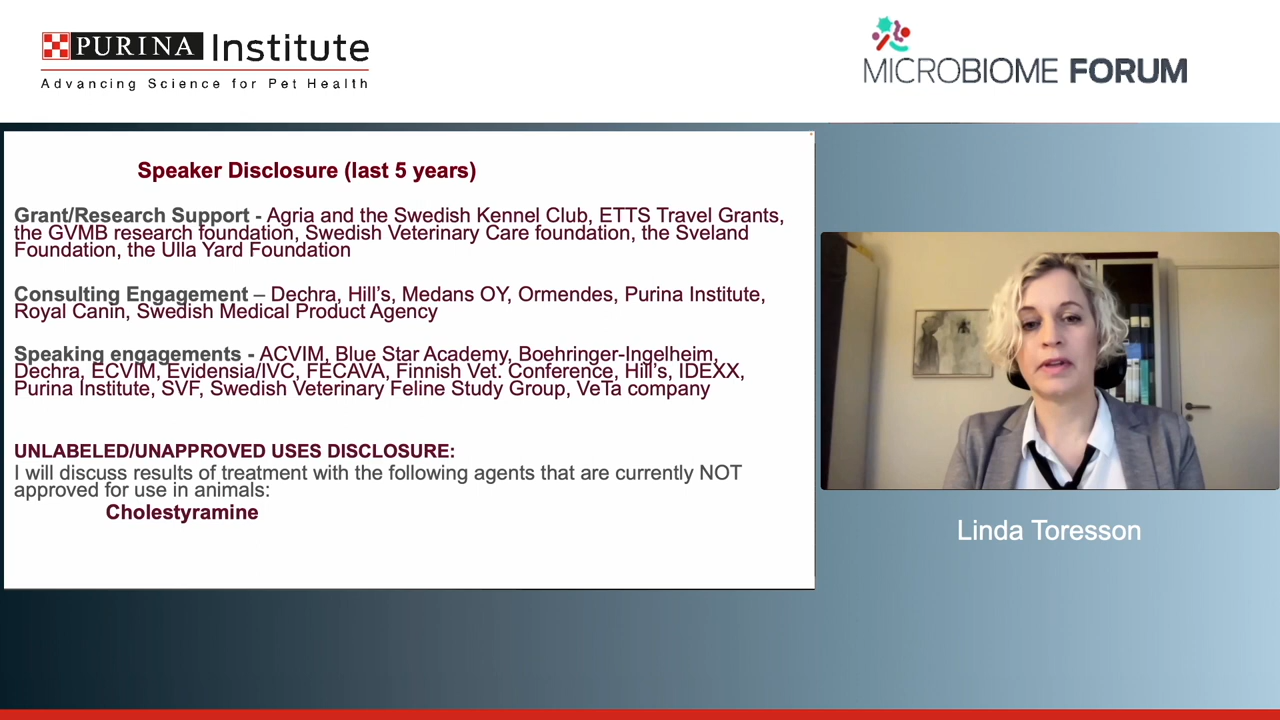 PURINA Institute
Advancing Science for Pet Health
MICROBIOME FORUM
Speaker Disclosure (last 5 years)
Grant/Research Support - Agria and the Swedish Kennel Club, ETTS Travel Grants,
the GVMB research foundation, Swedish Veterinary Care foundation, the Sveland
Foundation, the Ulla Yard Foundation
Consulting Engagement – Dechra, Hill's, Medans OY, Ormendes, Purina Institute,
Royal Canin, Swedish Medical Product Agency
Speaking engagements - ACVIM, Blue Star Academy, Boehringer-Ingelheim,
Dechra, ECVIM, Evidensia/IVC, FECAVA, Finnish Vet. Conference, Hill's, IDEXX,
Purina Institute, SVF, Swedish Veterinary Feline Study Group, VeTa company
UNLABELED/UNAPPROVED USES DISCLOSURE:
I will discuss results of treatment with the following agents that are currently NOT
approved for use in animals:
Cholestyramine
Linda Toresson